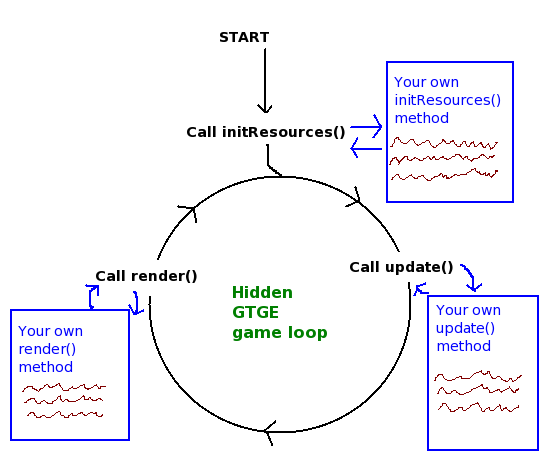 START
Call initResources()
Your own
initResources()
method
Call update()
Your own
update()
method
Call render()
Your own
render()
method
Hidden
GTGE
game loop